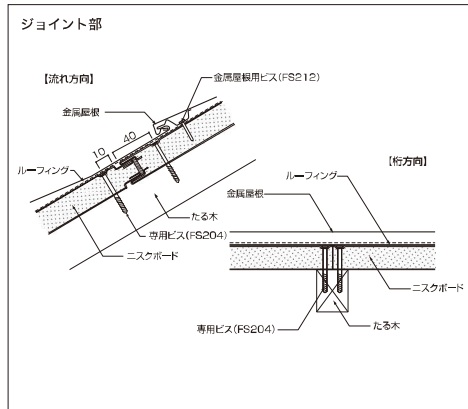 ジョイント部
【流れ方向】
金属屋根用ビス(FS212)
金属屋根
40
10
ルーフィング
たる木
専用ビス(FS204)
ニスクボード
【桁方向】
ルーフィング
金属屋根
ニスクボード
専用ビス(FS204)
たる木